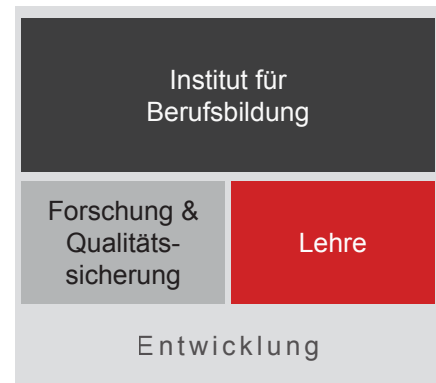 Institut für
Berufsbildung
Forschung &
Qualitäts-
sicherung
Lehre
Entwicklung